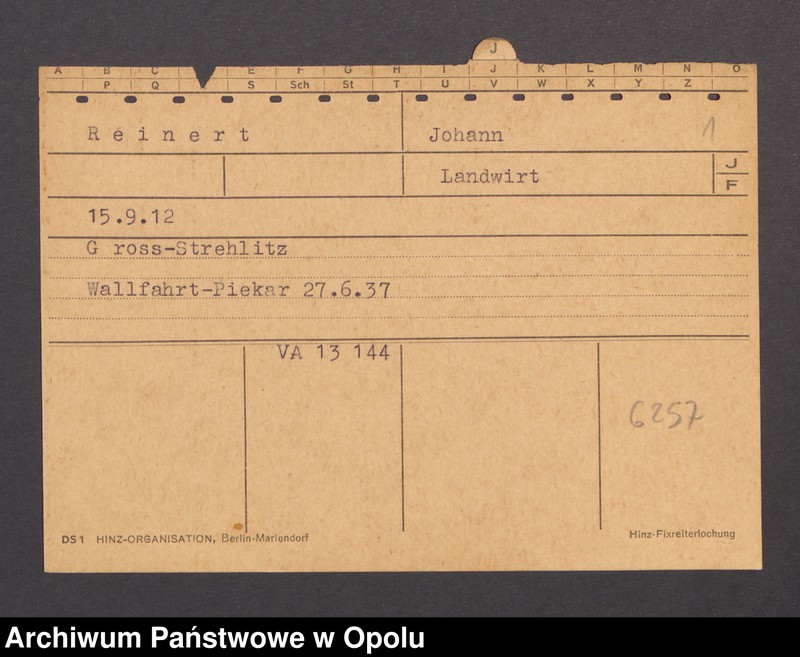 J
A B C E F G H I J K L M N O
P Q S Sch St T U V W X Y Z
R e i n e r t Johann 1
Landwirt J
F
15.9.12
G ross-Strehlitz
Wallfahrt-Piekar 27.6.37
VA 13 144
6257
DS1 HINZ-ORGANISATION, Berlin-Mariendorf Hinz-Fixreiterlochung
Archiwum Państwowe w Opolu